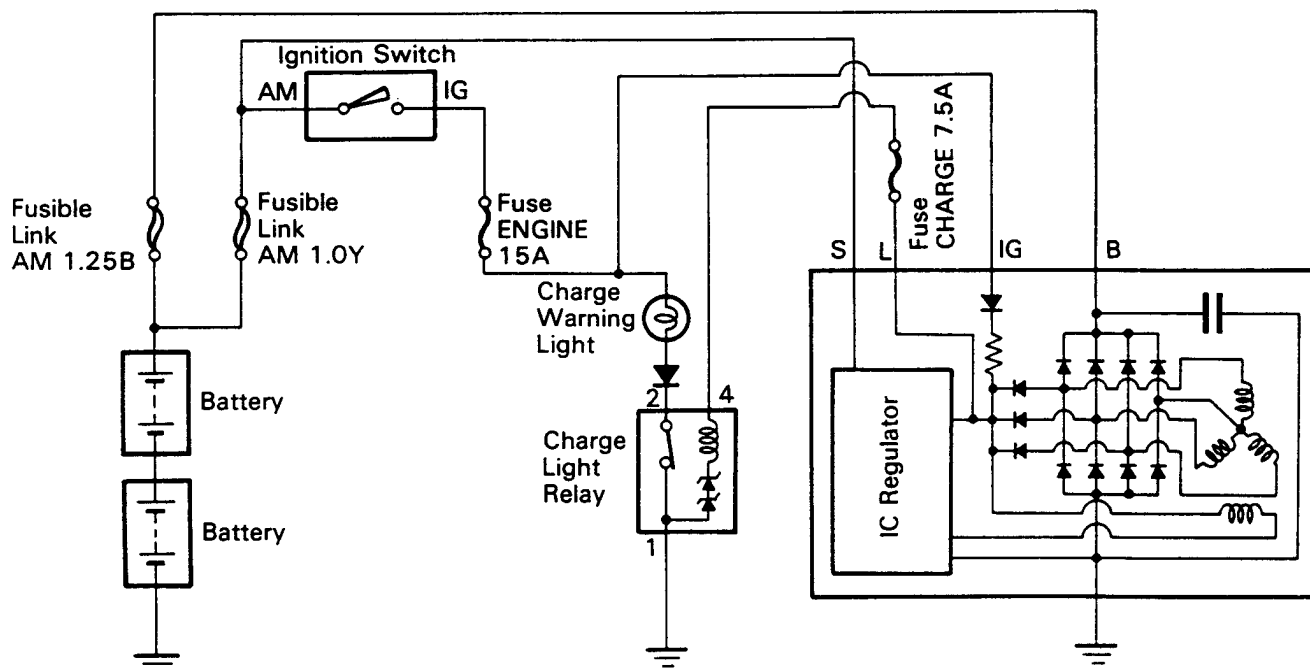 Ignition Switch
AM
IG
Fusible
Link
AM 1.25B
Fusible
Link
AM 1.0Y
Fuse
ENGINE
15A
Fuse
CHARGE 7.5A
S
L
IG
B
Charge
Warning
Light
Battery
2
4
Charge
Light
Relay
1
IC Regulator
Battery